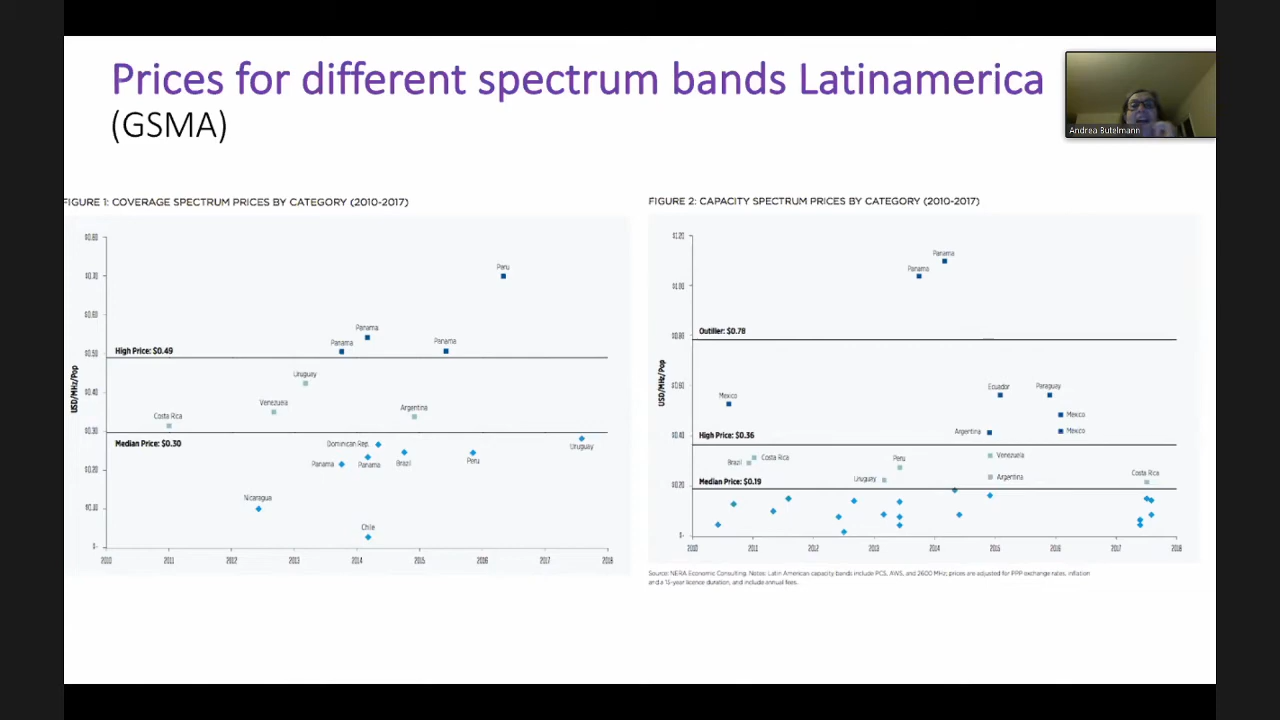 Prices for different spectrum bands Latinamerica
(GSMA)
Andrea Butelmann
FIGURE 1: COVERAGE SPECTRUM PRICES BY CATEGORY (2010-2017)
USD/MHz/Pop
$0.80
$0.70
$0.60
$0.50
$0.40
$0.30
$0.20
$0.10
$-
Peru
Panama
Panama
Panama
High Price: $0.49
Uruguay
Venezuela
Argentina
Costa Rica
Median Price: $0.30
Dominican Rep.
Uruguay
Panama
Panama
Brazil
Peru
Nicaragua
Chile
2010 2011 2012 2013 2014 2015 2016 2017 2018
FIGURE 2: CAPACITY SPECTRUM PRICES BY CATEGORY (2010-2017)
USD/MHz/Pop
$1.20
$1.00
$0.80
$0.60
$0.40
$0.20
$-
Panama
Panama
Outlier: $0.78
Ecuador
Paraguay
Mexico
Mexico
Argentina
Mexico
High Price: $0.36
Brazil
Costa Rica
Peru
Venezuela
Uruguay
Argentina
Costa Rica
Median Price: $0.19
2010 2011 2012 2013 2014 2015 2016 2017 2018
Source: NERA Economic Consulting. Notes: Latin American capacity bands include PCS, AWS, and 2600 MHz; prices are adjusted for PPP exchange rates, inflation
and a 15-year licence duration, and include annual fees.